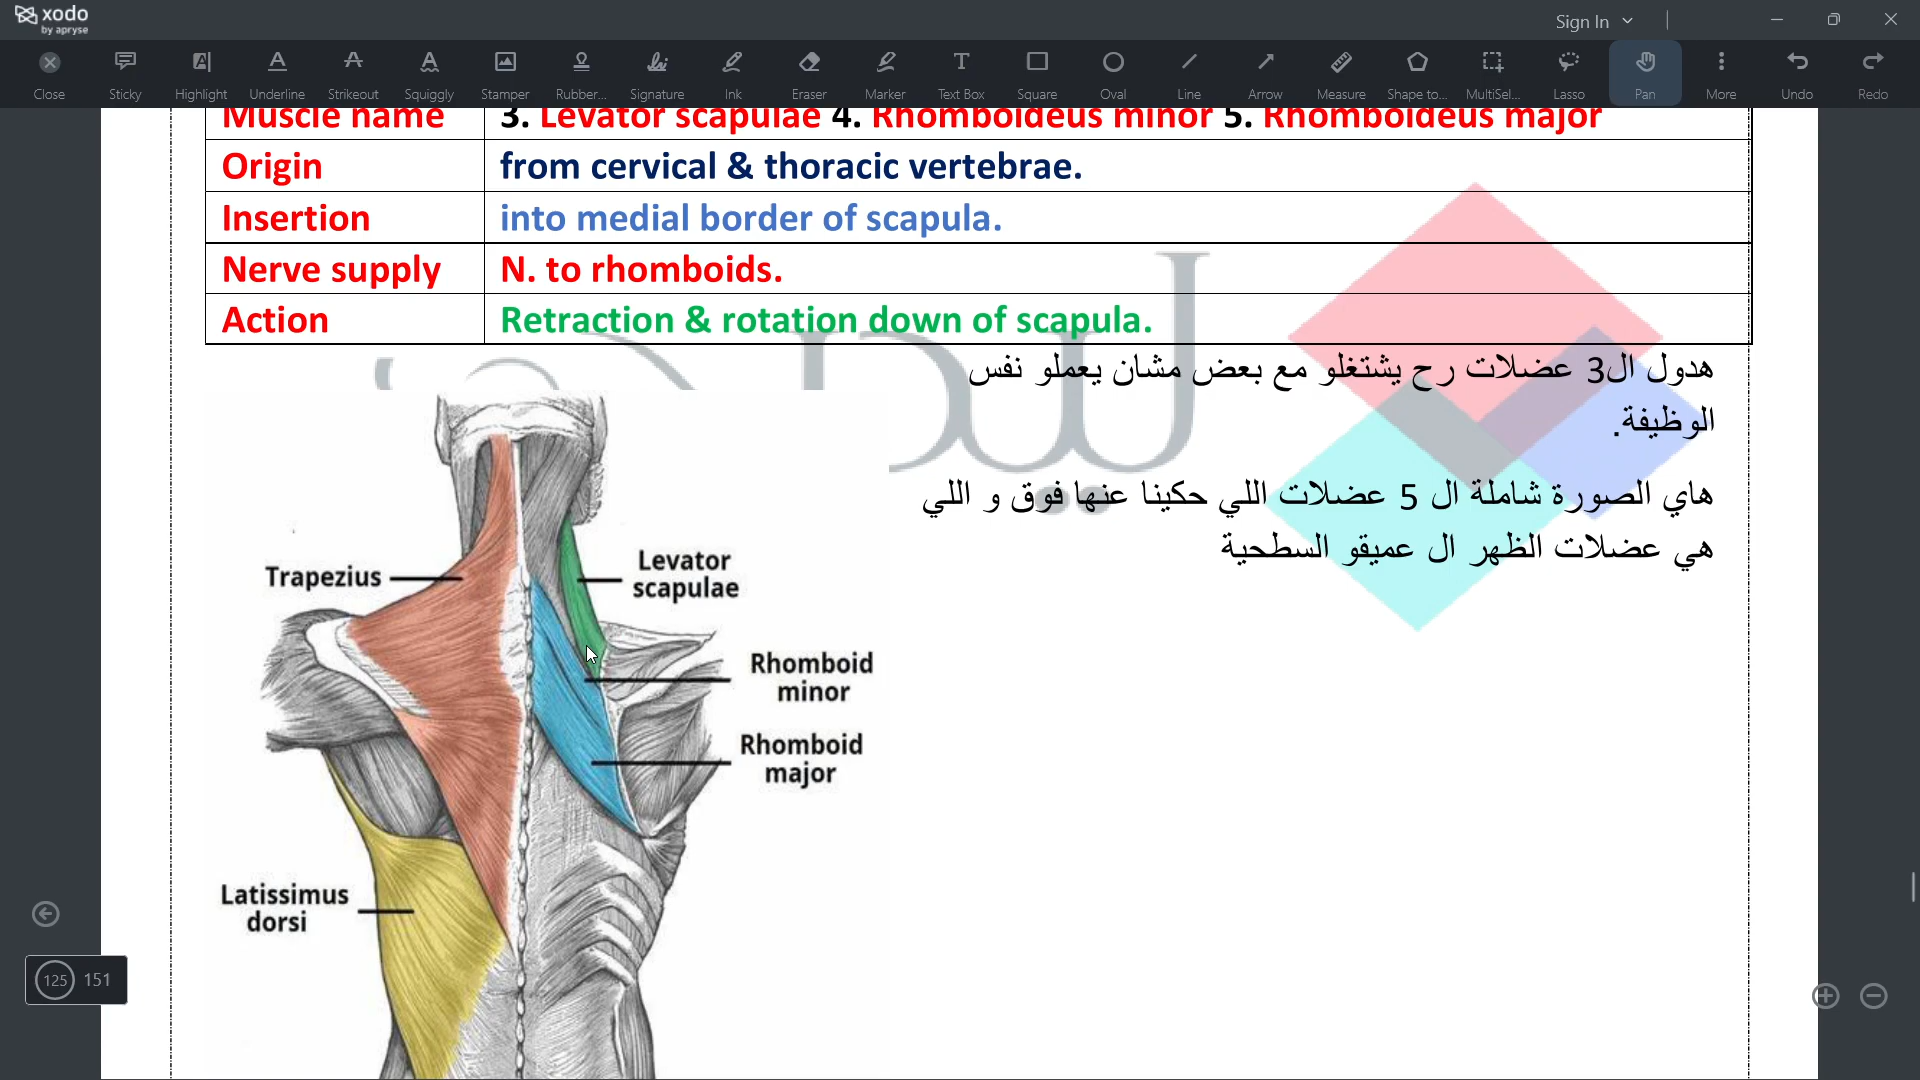 xodo
by apryse
Sign In
Close Sticky Highlight Underline Strikeout Squiggly Stamper Rubber... Signature Ink Eraser Marker Text Box Square Oval Line Arrow Measure Shape to... MultiSel... Lasso Pan More Undo Redo
Muscle name 3. Levator scapulae 4. Rhomboideus minor 5. Rhomboideus major
Origin from cervical & thoracic vertebrae.
Insertion into medial border of scapula.
Nerve supply N. to rhomboids.
Action Retraction & rotation down of scapula.
هدول ال3 عضلات رح يشتغلو مع بعض مشان يعملو نفس
الوظيفة.
هاي الصورة شاملة ال 5 عضلات اللي حكينا عنها فوق و اللي
هي عضلات الظهر ال عميقو السطحية
Trapezius
Levator
scapulae
Rhomboid
minor
Rhomboid
major
Latissimus
dorsi
125 151